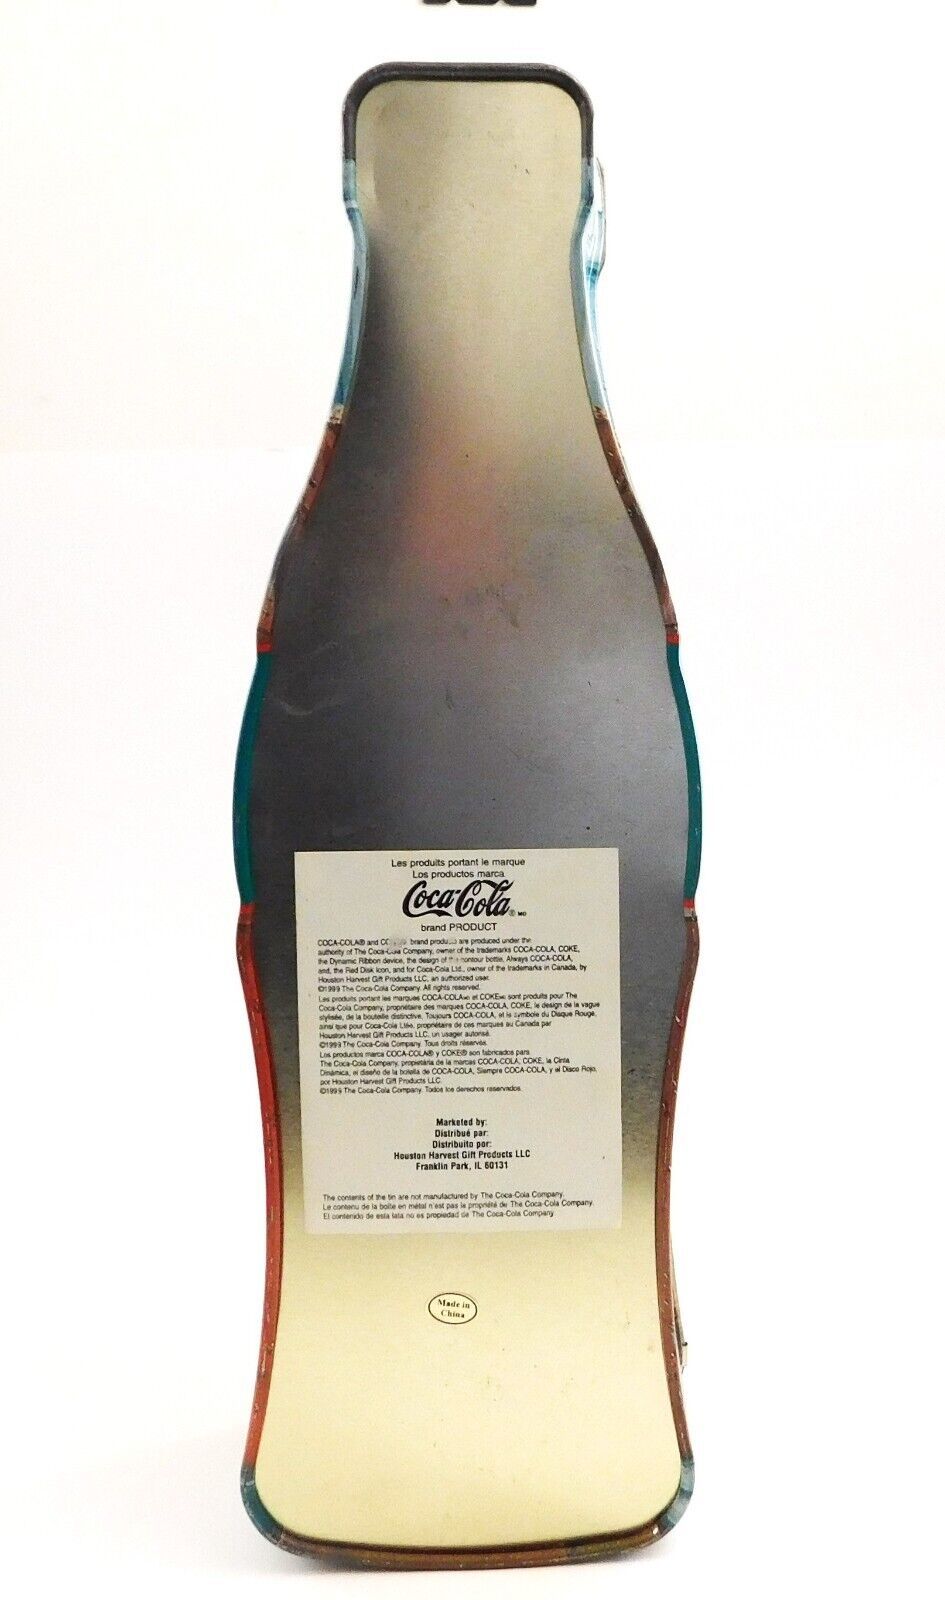 Les produits portant le marque
Los productos marca
Coca-Cola® MD
brand PRODUCT
COCA-COLA® and brand products are produced under the
authority of The Coca-Cola Company, owner of the trademarks COCA-COLA, COKE,
the Dynamic Ribbon device, the design of the contour bottle, Always COCA-COLA,
and, the Red Disk Icon, and for Coca-Cola Ltd., owner of the trademarks in Canada, by
Houston Harvest Gift Products LLC, an authorized user.
©1999 The Coca-Cola Company. All rights reserved.
Les produits portant les marques COCA-COLA MD et COKE MD sont produits pour The
Coca-Cola Company, propriétaire des marques COCA-COLA, COKE, le design de la vague
stylisée, de la bouteille distinctive, Toujours COCA-COLA, et le symbole du Disque Rouge,
ainsi que pour Coca-Cola Ltée, propriétaire de ces marques au Canada par
Houston Harvest Gift Products LLC, un usager autorisé.
©1999 The Coca-Cola Company. Tous droits réservés.
Los productos marca COCA-COLA® y COKE® son fabricados para
The Coca-Cola Company, propietária de la marcas COCA-COLA, COKE, la Cinta
Dinámica, el diseño de la botella de COCA-COLA, Siempre COCA-COLA, y el Disco Rojo,
por Houston Harvest Gift Products LLC.
©1999 The Coca-Cola Company. Todos los derechos reservados.
Marketed by:
Distribué par:
Distribuito por:
Houston Harvest Gift Products LLC
Franklin Park, IL 60131
The contents of the tin are not manufactured by The Coca-Cola Company.
Le contenu de la boîte en métal n'est pas la propriété de The Coca-Cola Company.
El contenido de esta lata no es propiedad de The Coca-Cola Company.
Made in
China